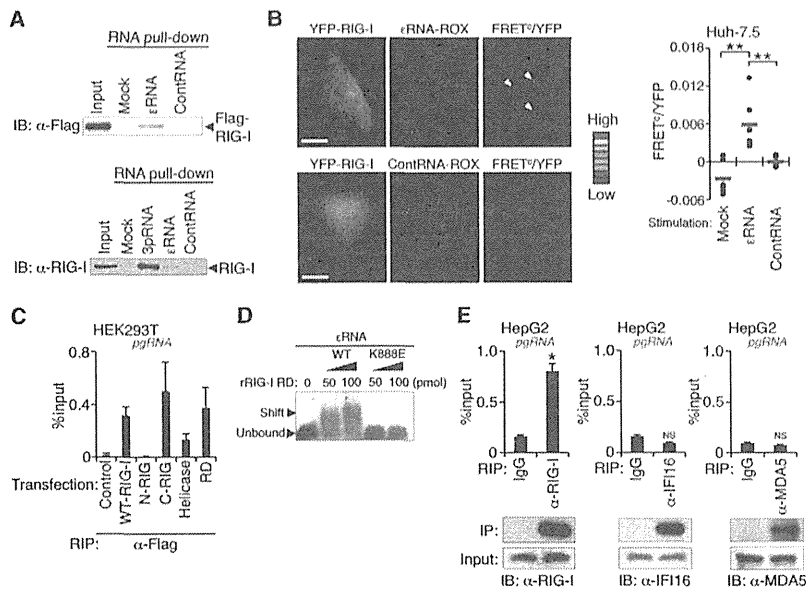 A
RNA pull-down
Input
Mock
εRNA
ContRNA
IB: α-Flag
Flag-
RIG-I
RNA pull-down
Input
Mock
3pRNA
εRNA
ContRNA
IB: α-RIG-I
RIG-I
B
YFP-RIG-I
εRNA-ROX
FRETᶜ/YFP
YFP-RIG-I
ContRNA-ROX
FRETᶜ/YFP
High
Low
Huh-7.5
FRETᶜ/YFP
0.018
0.012
0.006
0
-0.006
**
**
Stimulation:
Mock
εRNA
ContRNA
C
HEK293T
pgRNA
%input
0.8
0.4
0
Transfection:
Control
WT-RIG-I
N-RIG
C-RIG
Helicase
RD
RIP:
α-Flag
D
εRNA
WT
K888E
rRIG-I RD:
0
50
100
50
100
(pmol)
Shift
Unbound
E
HepG2
pgRNA
%input
1.0
0.5
0
*
RIP:
IgG
α-RIG-I
HepG2
pgRNA
%input
1.0
0.5
0
NS
RIP:
IgG
α-IFI16
HepG2
pgRNA
%input
1.0
0.5
0
NS
RIP:
IgG
α-MDA5
IP:
Input:
IB: α-RIG-I
IB: α-IFI16
IB: α-MDA5